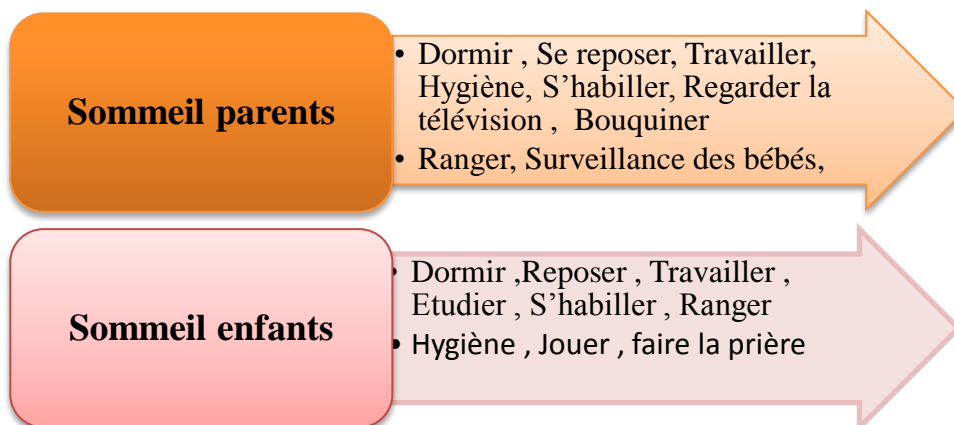 Sommeil parents
• Dormir , Se reposer, Travailler,
Hygiène, S’habiller, Regarder la
télévision , Bouquiner
• Ranger, Surveillance des bébés,
Sommeil enfants
• Dormir ,Reposer , Travailler ,
Etudier , S’habiller , Ranger
• Hygiène , Jouer , faire la prière